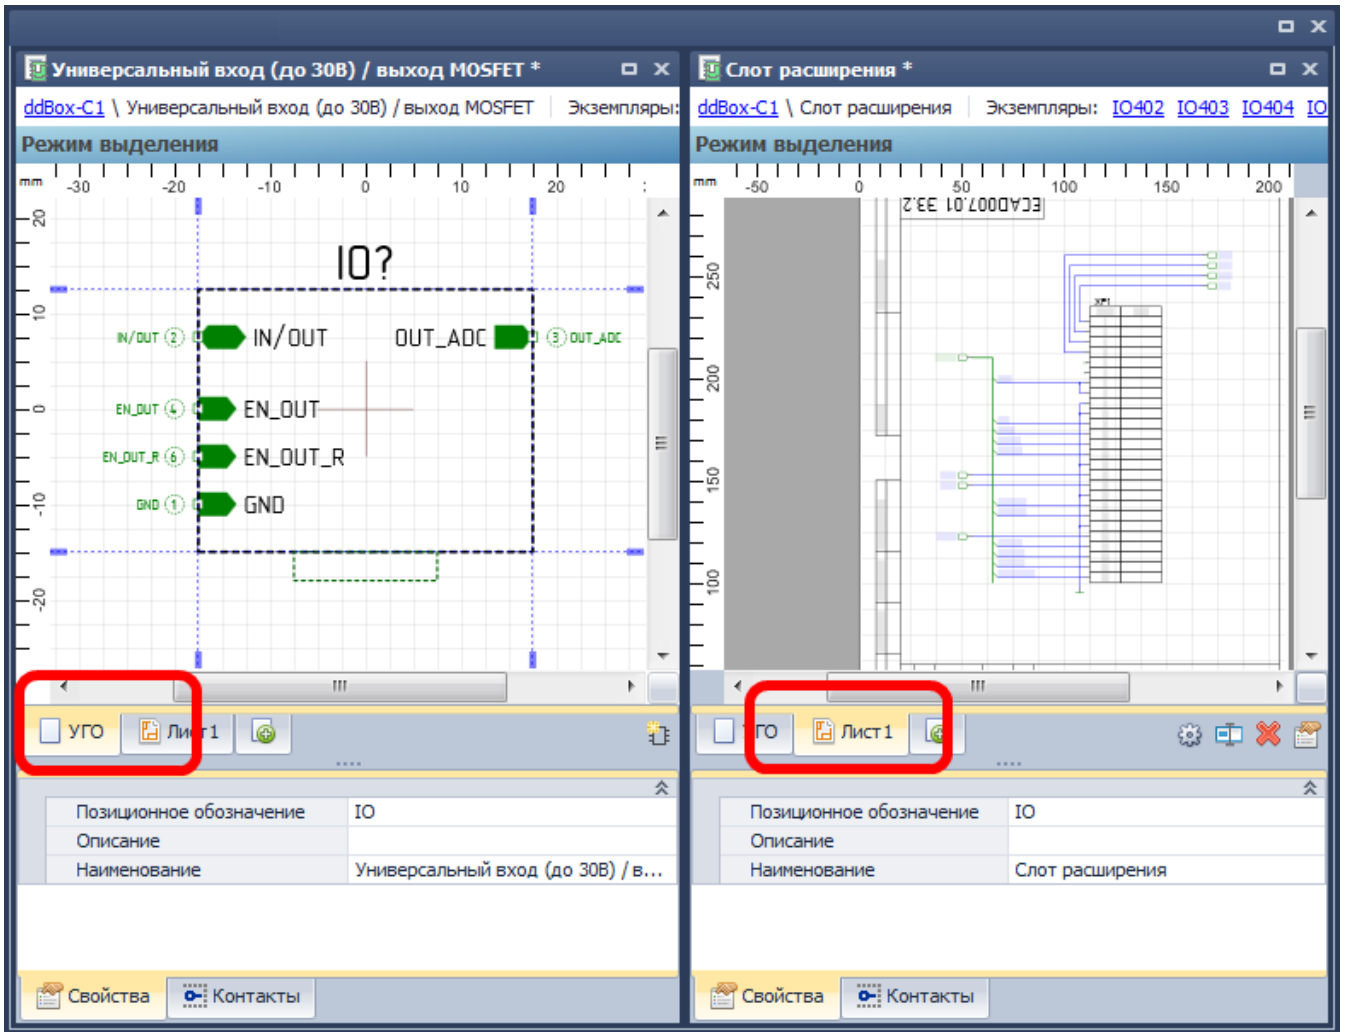 Универсальный вход (до 30В) / выход MOSFET *
ddBox-C1 \ Универсальный вход (до 30В) / выход MOSFET Экземпляры:
Режим выделения
mm -30 -20 -10 0 10 20
-20
10
0
-10
-20
IO?
IN/OUT 2 IN/OUT OUT_ADC 3 OUT_ADC
EN_OUT 4 EN_OUT
EN_OUT_R 6 EN_OUT_R
GND 1 GND
УГО Лист1
Позиционное обозначение IO
Описание
Наименование Универсальный вход (до 30В) / в...
Свойства Контакты
Слот расширения *
ddBox-C1 \ Слот расширения Экземпляры: IO402 IO403 IO404 IO
Режим выделения
mm -50 0 50 100 150 200
250
200
150
100
ECAD007.01 33.2
XP1
УГО Лист1
Позиционное обозначение IO
Описание
Наименование Слот расширения
Свойства Контакты